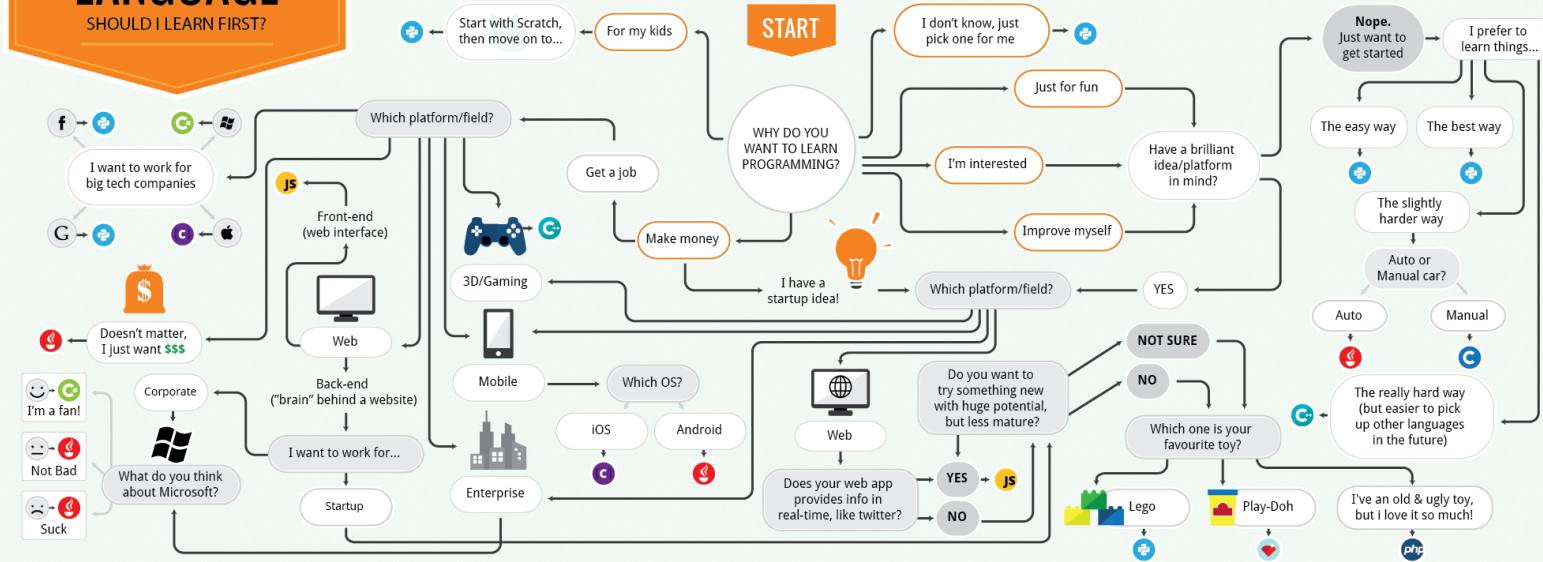 LANGUAGE
SHOULD I LEARN FIRST?
START
Start with Scratch,
then move on to...
For my kids
I don't know, just
pick one for me
Nope.
Just want to
get started
I prefer to
learn things...
Just for fun
WHY DO YOU
WANT TO LEARN
PROGRAMMING?
I'm interested
Improve myself
Have a brilliant
idea/platform
in mind?
The easy way
The best way
The slightly
harder way
Auto or
Manual car?
Auto
Manual
C
The really hard way
(but easier to pick
up other languages
in the future)
C++
Which platform/field?
Get a job
Make money
I have a
startup idea!
Which platform/field?
YES
f
C#
I want to work for
big tech companies
G
C
JS
Front-end
(web interface)
C++
3D/Gaming
$
Doesn't matter,
I just want $$$
Web
Back-end
("brain" behind a website)
Corporate
I want to work for...
Startup
C#
I'm a fan!
Not Bad
Suck
What do you think
about Microsoft?
Mobile
Which OS?
iOS
Android
C
Enterprise
Web
Does your web app
provides info in
real-time, like twitter?
YES
JS
NO
Do you want to
try something new
with huge potential,
but less mature?
NOT SURE
NO
Which one is your
favourite toy?
Lego
Play-Doh
I've an old & ugly toy,
but i love it so much!
php